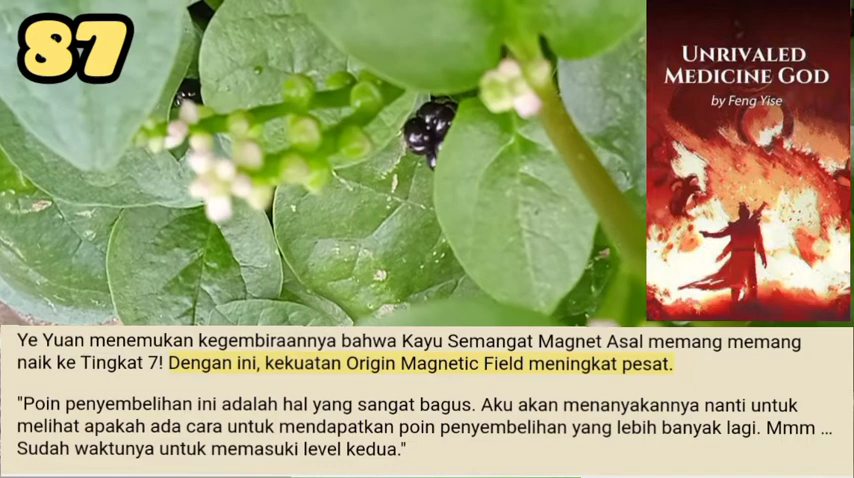 87
UNRIVALED
MEDICINE GOD
by Feng Yise
Ye Yuan menemukan kegembiraannya bahwa Kayu Semangat Magnet Asal memang memang
naik ke Tingkat 7! Dengan ini, kekuatan Origin Magnetic Field meningkat pesat.
"Poin penyembelihan ini adalah hal yang sangat bagus. Aku akan menanyakannya nanti untuk
melihat apakah ada cara untuk mendapatkan poin penyembelihan yang lebih banyak lagi. Mmm ...
Sudah waktunya untuk memasuki level kedua."